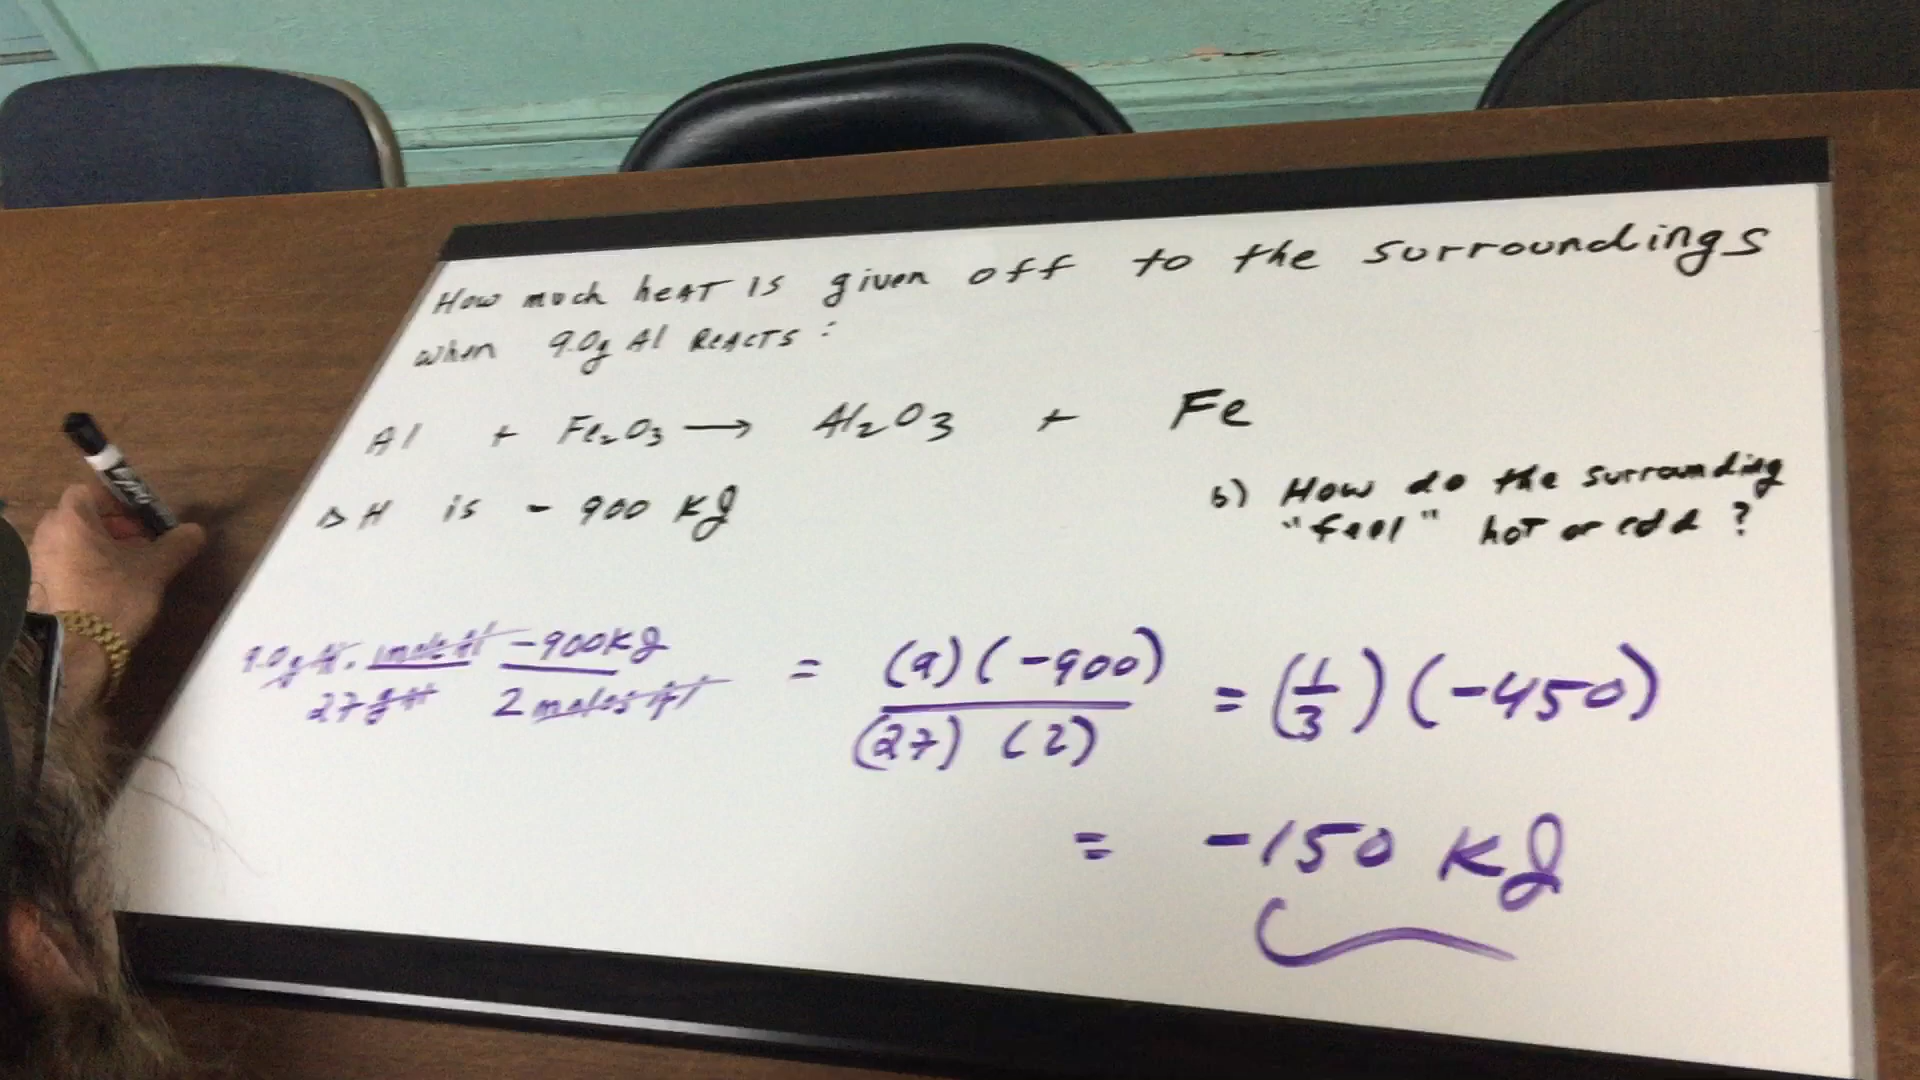 How much heAT IS given off to the surroundings
when 9.0g Al ReActs :
Al + Fe₂O₃ → Al₂O₃ + Fe
ΔH is - 900 KJ
b) How do the surrounding
"feel" hot or cold ?
9.0g Al · mole Al / 27 g Al · -900KJ / 2 moles Al = (9)(-900) / (27)(2) = (1/3)(-450)
= -150 KJ